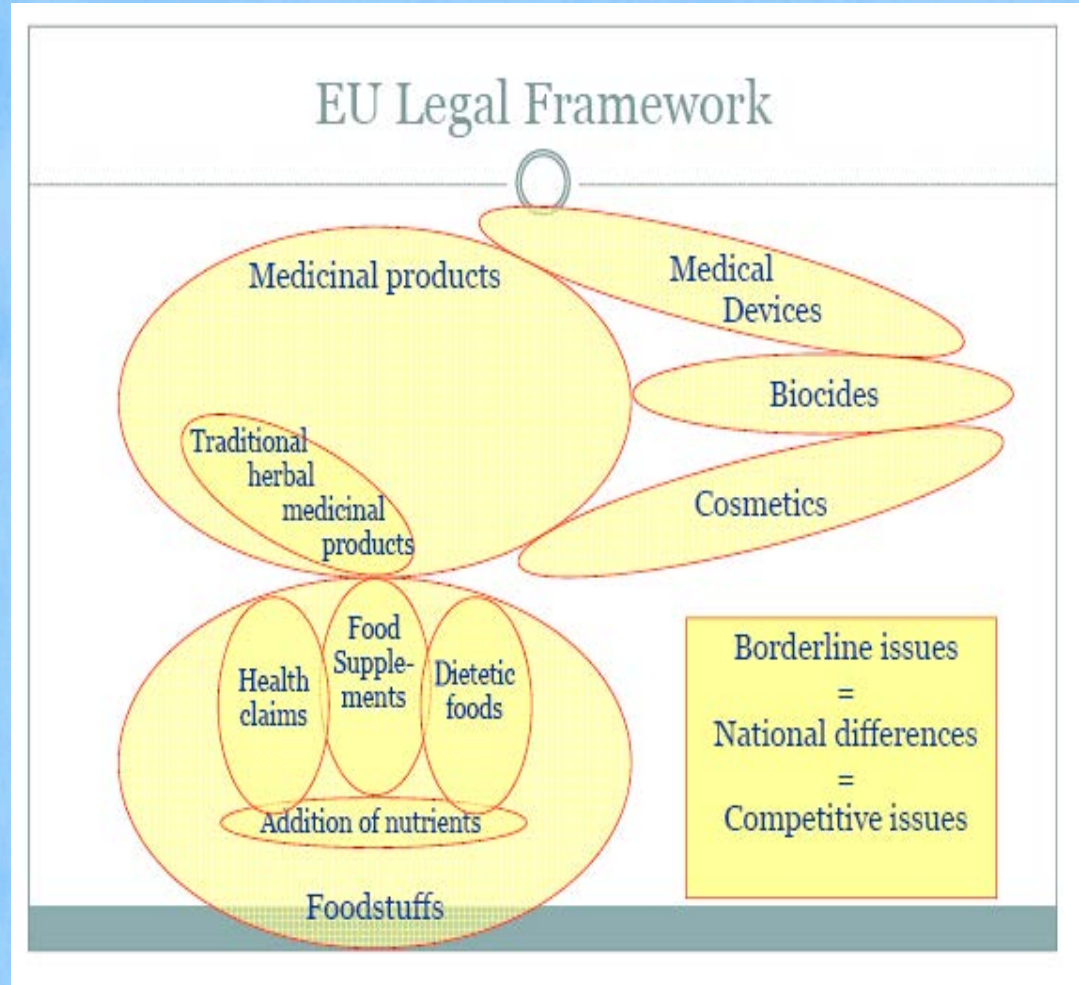 EU Legal Framework
Medicinal products
Medical
Devices
Biocides
Cosmetics
Traditional
herbal
medicinal
products
Health
claims
Food
Supple-
ments
Dietetic
foods
Addition of nutrients
Foodstuffs
Borderline issues
=
National differences
=
Competitive issues